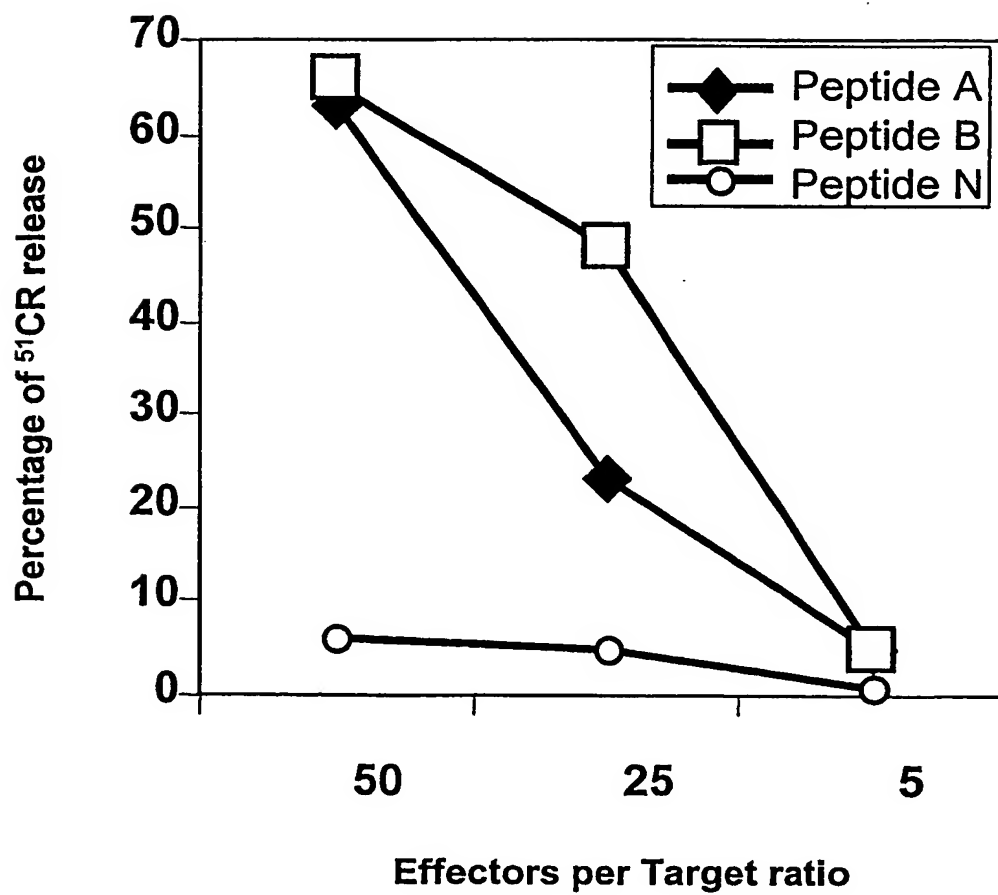 70
60
50
40
30
20
10
0
Percentage of ⁵¹CR release
Peptide A
Peptide B
Peptide N
50 25 5
Effectors per Target ratio